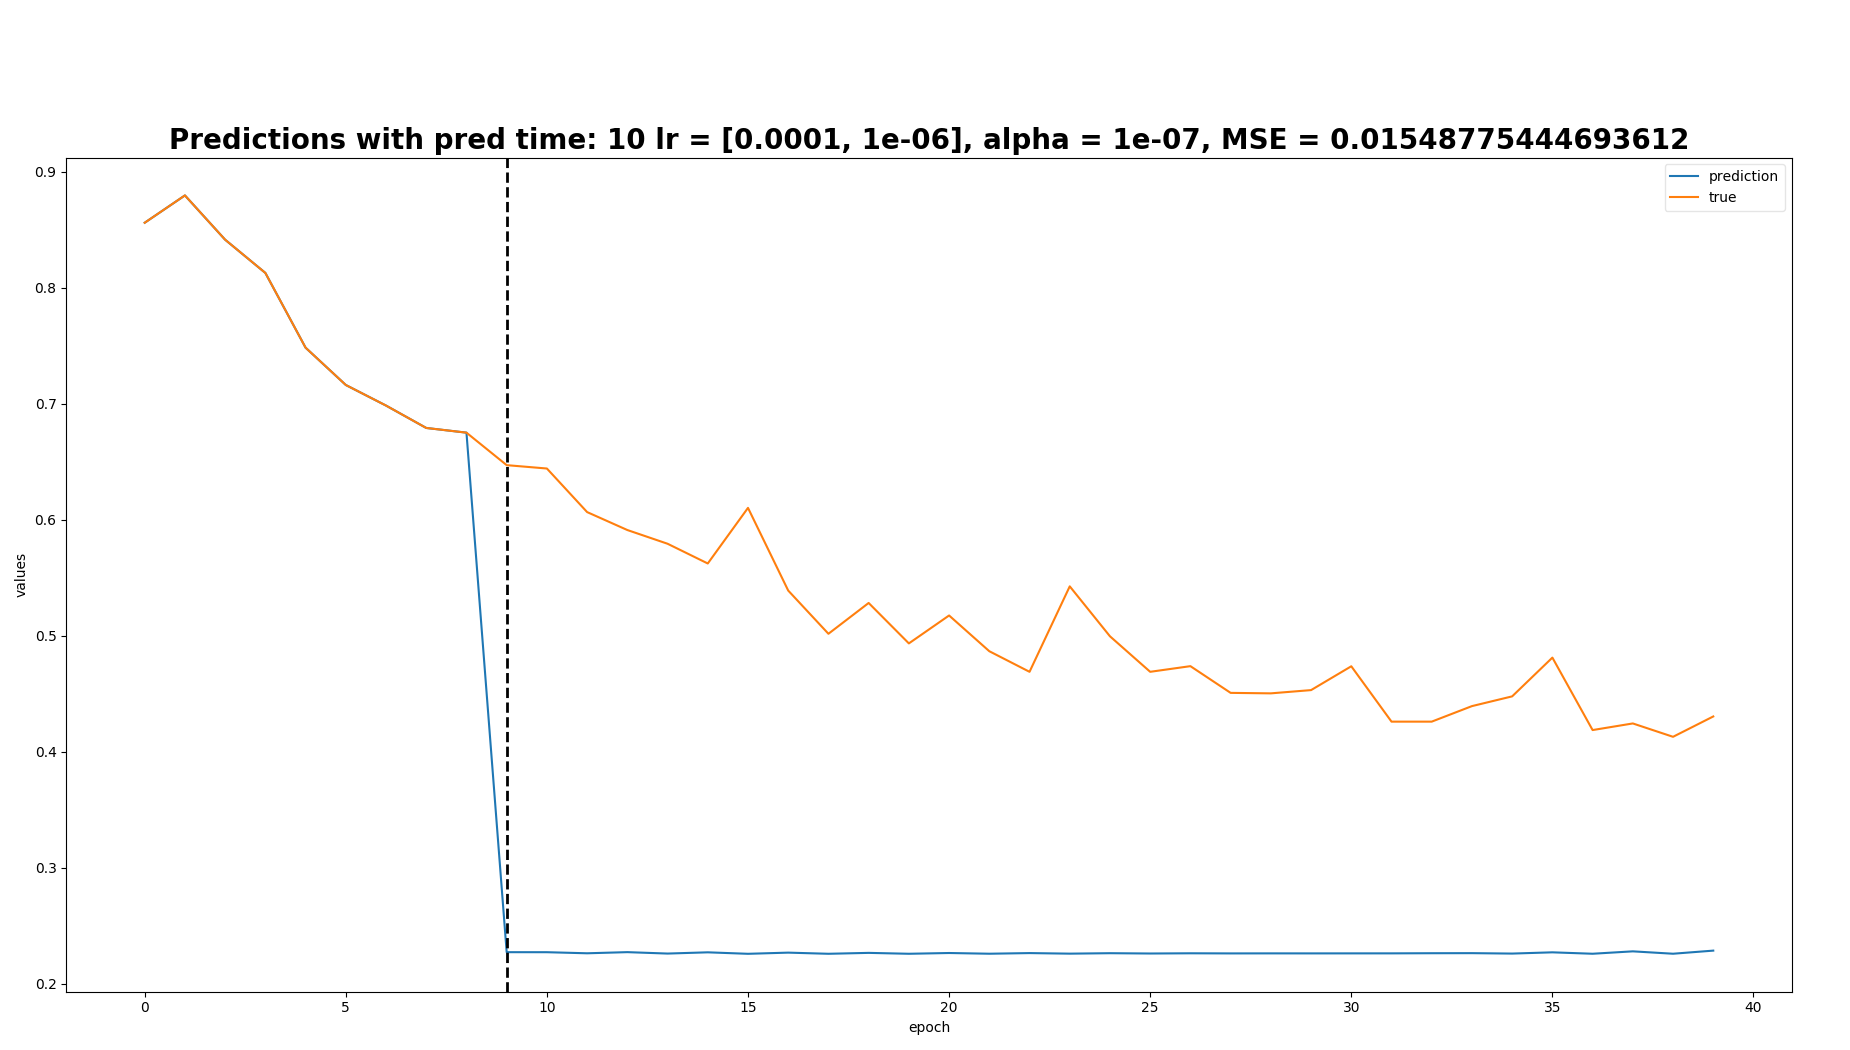 Predictions with pred time: 10 lr = [0.0001, 1e-06], alpha = 1e-07, MSE = 0.01548775444693612
prediction
true
0.9
0.8
0.7
0.6
0.5
0.4
0.3
0.2
values
0 5 10 15 20 25 30 35 40
epoch